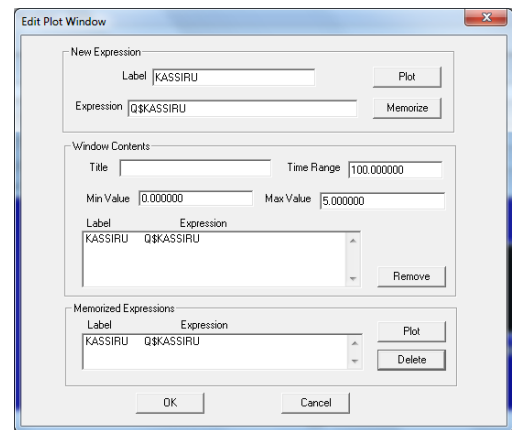 Edit Plot Window
New Expression
Label KASSIRU Plot
Expression Q$KASSIRU Memorize
Window Contents
Title Time Range 100.000000
Min Value 0.000000 Max Value 5.000000
Label Expression
KASSIRU Q$KASSIRU
Remove
Memorized Expressions
Label Expression Plot
KASSIRU Q$KASSIRU
Delete
OK Cancel